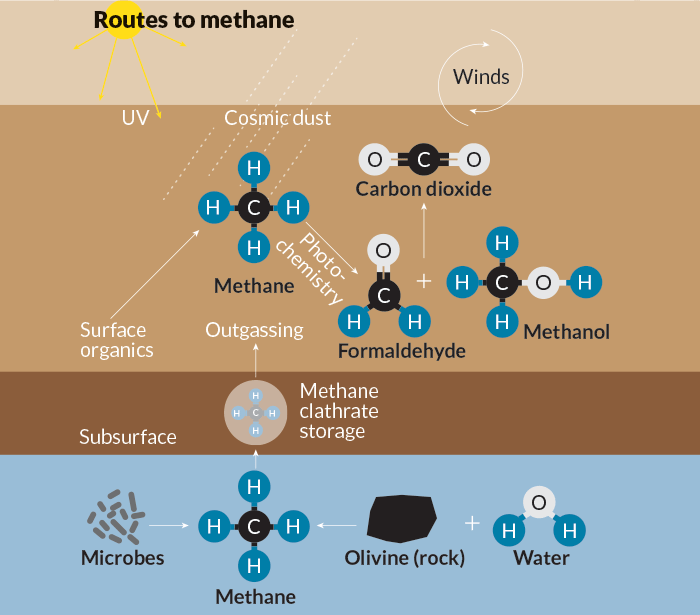 Routes to methane
Winds
UV
Cosmic dust
H
H C H
H
Methane
O C O
Carbon dioxide
Photo-
chemistry
O
C
H H
Formaldehyde
+
H
H C O H
H
Methanol
Surface
organics
Outgassing
H
H C H
H
Methane
clathrate
storage
Subsurface
Microbes
H
H C H
H
Methane
Olivine (rock)
+
O
H H
Water